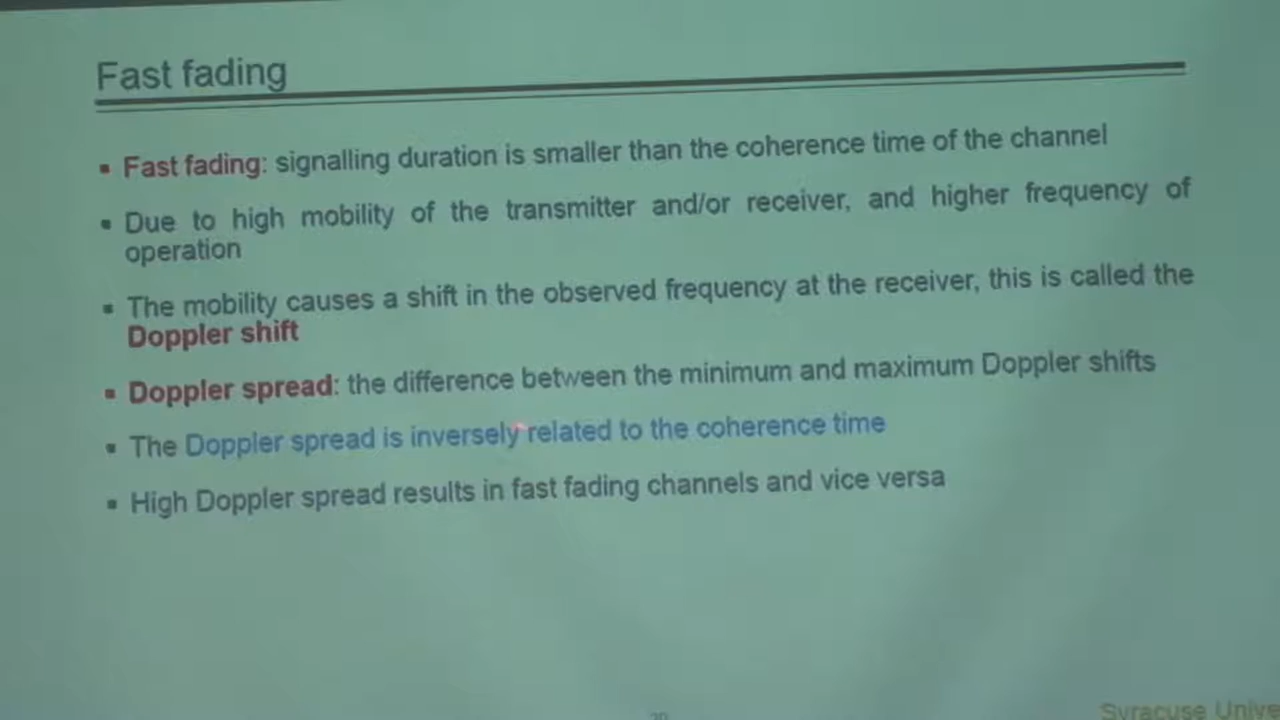 Fast fading
▪ Fast fading: signalling duration is smaller than the coherence time of the channel
▪ Due to high mobility of the transmitter and/or receiver, and higher frequency of
operation
▪ The mobility causes a shift in the observed frequency at the receiver, this is called the
Doppler shift
▪ Doppler spread: the difference between the minimum and maximum Doppler shifts
▪ The Doppler spread is inversely related to the coherence time
▪ High Doppler spread results in fast fading channels and vice versa
Syracuse Unive